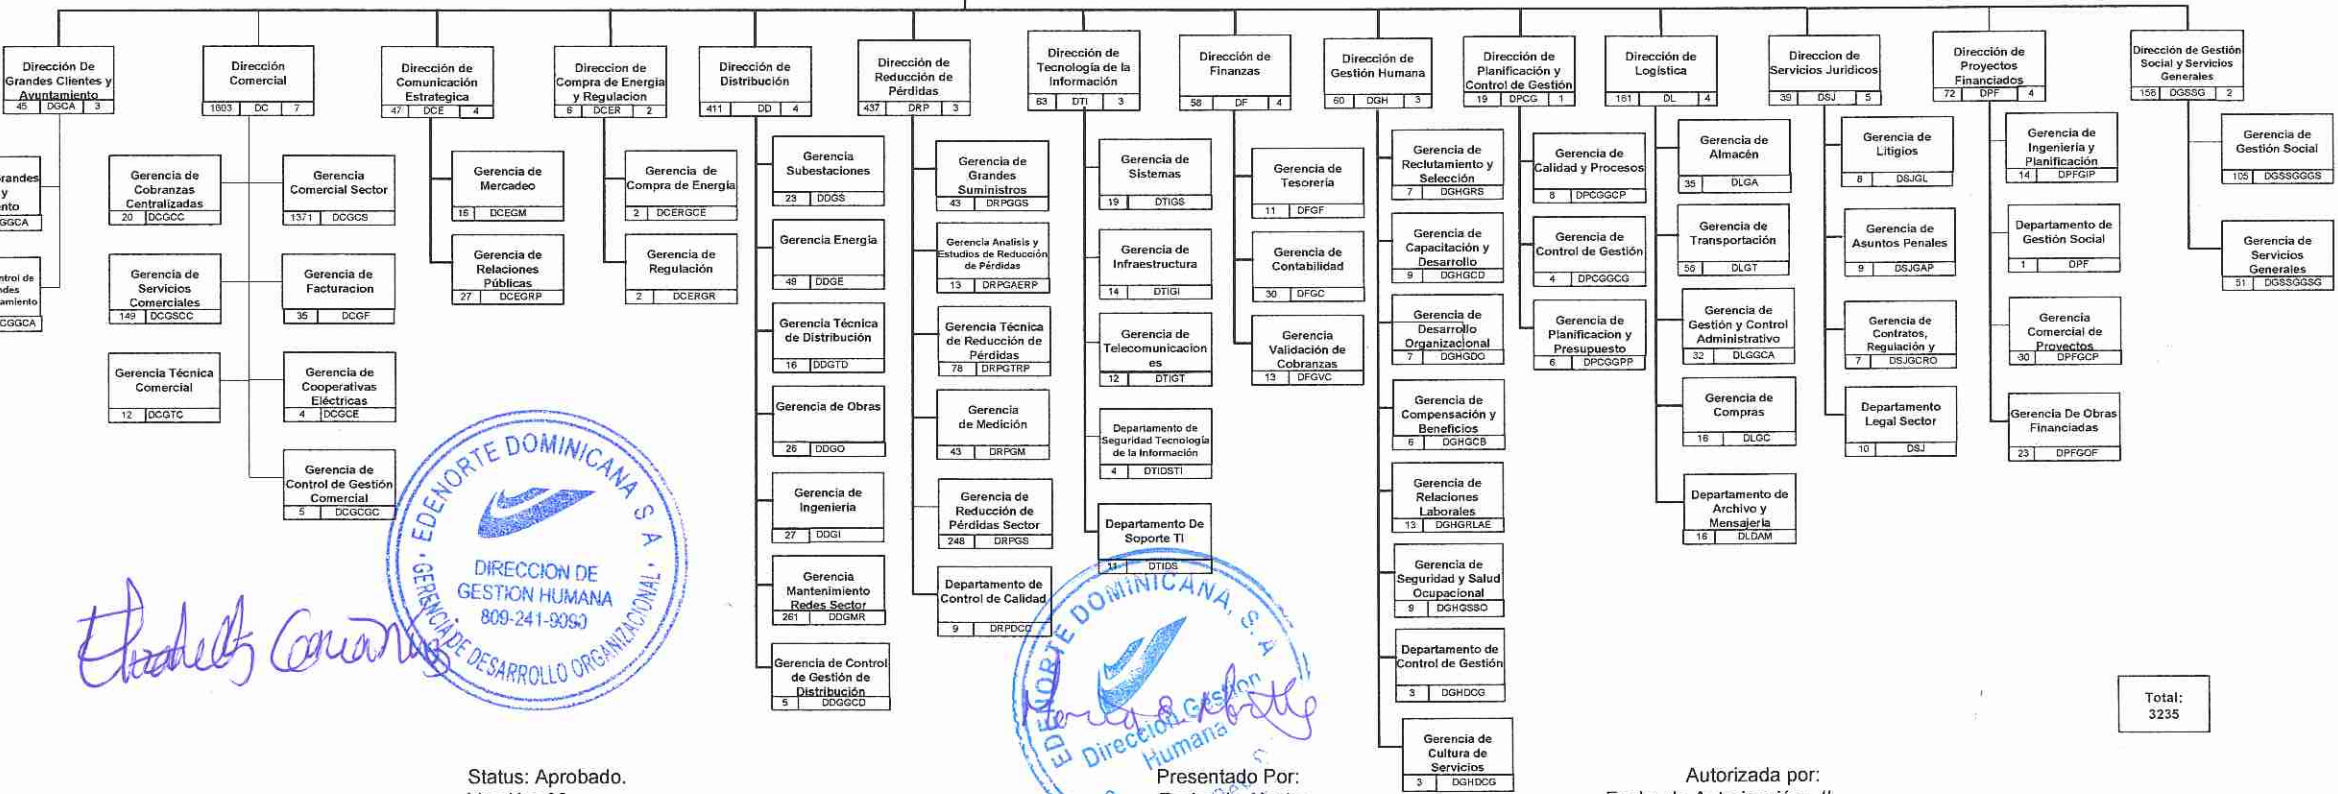 Dirección De
Grandes Clientes y
Ayuntamiento
45 DGCA 3
Dirección
Comercial
1603 DC 7
Dirección de
Comunicación
Estrategica
47 DCE 4
Direccion de
Compra de Energia
y Regulacion
6 DCER 2
Dirección de
Distribución
411 DD 4
Dirección de
Reducción de
Pérdidas
437 DRP 3
Dirección de
Tecnología de la
Información
63 DTI 3
Dirección de
Finanzas
58 DF 4
Dirección de
Gestión Humana
60 DGH 3
Dirección de
Planificación y
Control de Gestión
19 DPCG 1
Dirección de
Logística
161 DL 4
Direccion de
Servicios Juridicos
39 DSJ 5
Dirección de
Proyectos
Financiados
72 DPF 4
Dirección de Gestión
Social y Servicios
Generales
158 DGSSG 2
randes
y
nto
GGCA
ntrol de
ndes
amiento
CGGCA
Gerencia de
Cobranzas
Centralizadas
20 DCGCC
Gerencia de
Servicios
Comerciales
149 DCGSCC
Gerencia Técnica
Comercial
12 DCGTC
Gerencia
Comercial Sector
1371 DCGCS
Gerencia de
Facturacion
35 DCGF
Gerencia de
Cooperativas
Eléctricas
4 DCGCE
Gerencia de
Control de Gestión
Comercial
5 DCGCGC
Gerencia de
Mercadeo
16 DCEGM
Gerencia de
Relaciones
Públicas
27 DCEGRP
Gerencia de
Compra de Energia
2 DCERGCE
Gerencia de
Regulación
2 DCERGR
Gerencia
Subestaciones
23 DDGS
Gerencia Energia
49 DDGE
Gerencia Técnica
de Distribución
16 DDGTD
Gerencia de Obras
26 DDGO
Gerencia de
Ingenieria
27 DDGI
Gerencia
Mantenimiento
Redes Sector
261 DDGMR
Gerencia de Control
de Gestión de
Distribución
5 DDGGCD
Gerencia de
Grandes
Suministros
43 DRPGGS
Gerencia Analisis y
Estudios de Reducción
de Pérdidas
13 DRPGAERP
Gerencia Técnica
de Reducción de
Pérdidas
78 DRPGTRP
Gerencia
de Medición
43 DRPGM
Gerencia de
Reducción de
Pérdidas Sector
248 DRPGS
Departamento de
Control de Calidad
9 DRPDCC
Gerencia de
Sistemas
19 DTIGS
Gerencia de
Infraestructura
14 DTIGI
Gerencia de
Telecomunicacion
es
12 DTIGT
Departamento de
Seguridad Tecnología
de la Información
4 DTIDSTI
Departamento De
Soporte TI
11 DTIDS
Gerencia de
Tesorería
11 DFGF
Gerencia de
Contabilidad
30 DFGC
Gerencia
Validación de
Cobranzas
13 DFGVC
Gerencia de
Reclutamiento y
Selección
7 DGHGRS
Gerencia de
Capacitación y
Desarrollo
9 DGHGCD
Gerencia de
Desarrollo
Organizacional
7 DGHGDO
Gerencia de
Compensación y
Beneficios
6 DGHGCB
Gerencia de
Relaciones
Laborales
13 DGHGRLAE
Gerencia de
Seguridad y Salud
Ocupacional
9 DGHGSSO
Departamento de
Control de Gestión
3 DGHDCG
Gerencia de
Cultura de
Servicios
3 DGHDCG
Gerencia de
Calidad y Procesos
8 DPCGGCP
Gerencia de
Control de Gestión
4 DPCGGCG
Gerencia de
Planificacion y
Presupuesto
6 DPCGGPP
Gerencia de
Almacén
35 DLGA
Gerencia de
Transportación
56 DLGT
Gerencia de
Gestión y Control
Administrativo
32 DLGGCA
Gerencia de
Compras
16 DLGC
Departamento de
Archivo y
Mensajería
16 DLDAM
Gerencia de
Litigios
8 DSJGL
Gerencia de
Asuntos Penales
9 DSJGAP
Gerencia de
Contratos,
Regulación y
7 DSJGCRO
Departamento
Legal Sector
10 DSJ
Gerencia de
Ingeniería y
Planificación
14 DPFGIP
Departamento de
Gestión Social
1 DPF
Gerencia
Comercial de
Proyectos
30 DPFGCP
Gerencia De Obras
Financiadas
23 DPFGOF
Gerencia de
Gestión Social
105 DGSSGGGS
Gerencia de
Servicios
Generales
51 DGSSGGSG
EDENORTE DOMINICANA S A
DIRECCION DE
GESTION HUMANA
809-241-9090
GERENCIA DE DESARROLLO ORGANIZACIONAL
EDENORTE DOMINICANA, S. A.
Dirección Gestion
Humana
Total:
3235
Status: Aprobado.
Presentado Por:
Autorizada por: